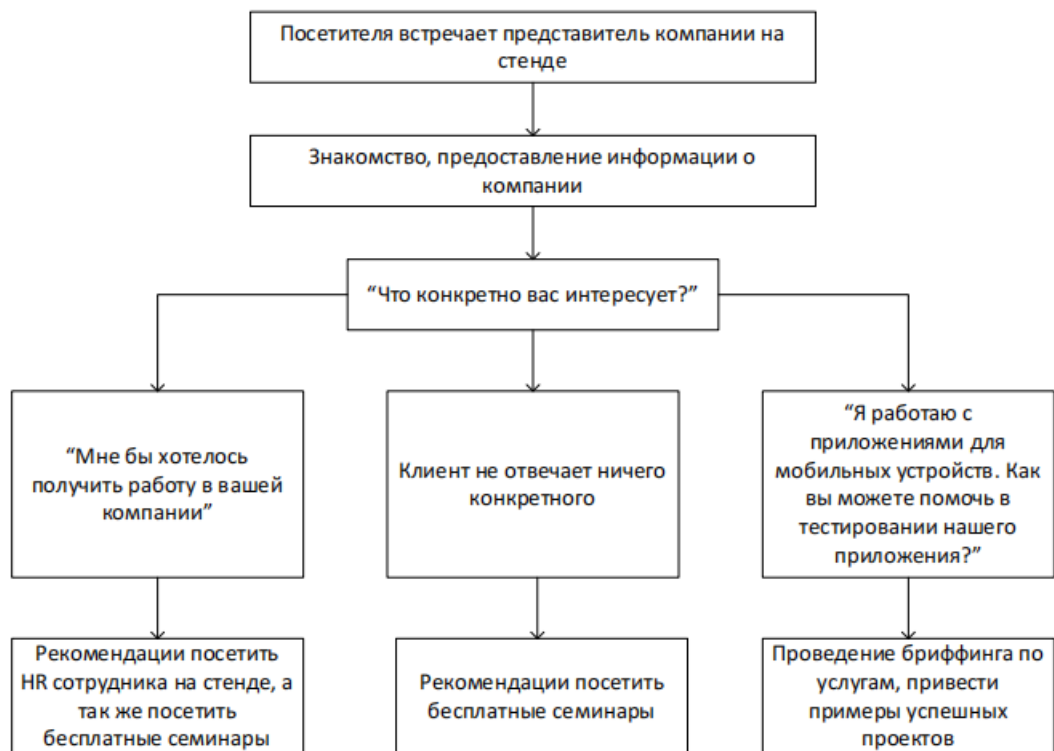 Посетителя встречает представитель компании на
стенде
Знакомство, предоставление информации о
компании
“Что конкретно вас интересует?”
“Мне бы хотелось
получить работу в вашей
компании”
Клиент не отвечает ничего
конкретного
“Я работаю с
приложениями для
мобильных устройств. Как
вы можете помочь в
тестировании нашего
приложения?”
Рекомендации посетить
HR сотрудника на стенде, а
так же посетить
бесплатные семинары
Рекомендации посетить
бесплатные семинары
Проведение бриффинга по
услугам, привести
примеры успешных
проектов